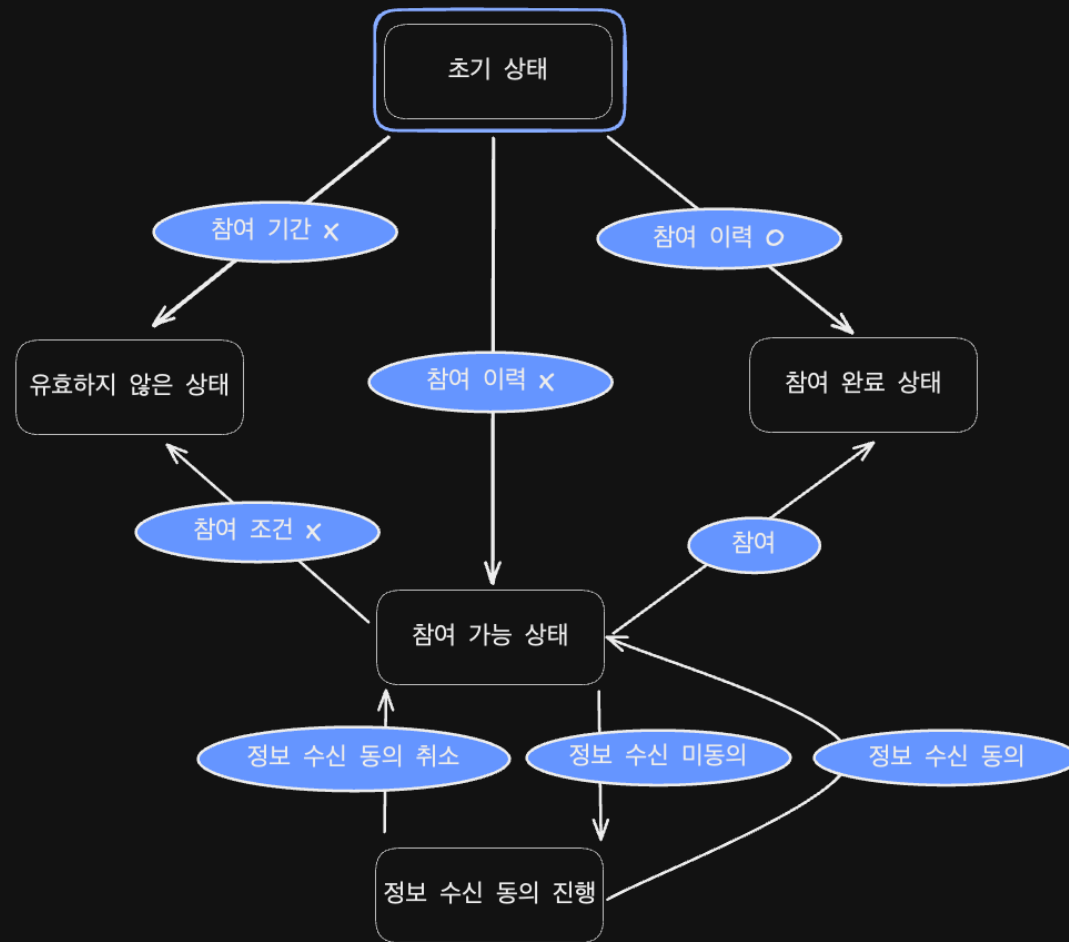 초기 상태
참여 기간 x
참여 이력 o
유효하지 않은 상태
참여 이력 x
참여 완료 상태
참여 조건 x
참여
참여 가능 상태
정보 수신 동의 취소
정보 수신 미동의
정보 수신 동의
정보 수신 동의 진행